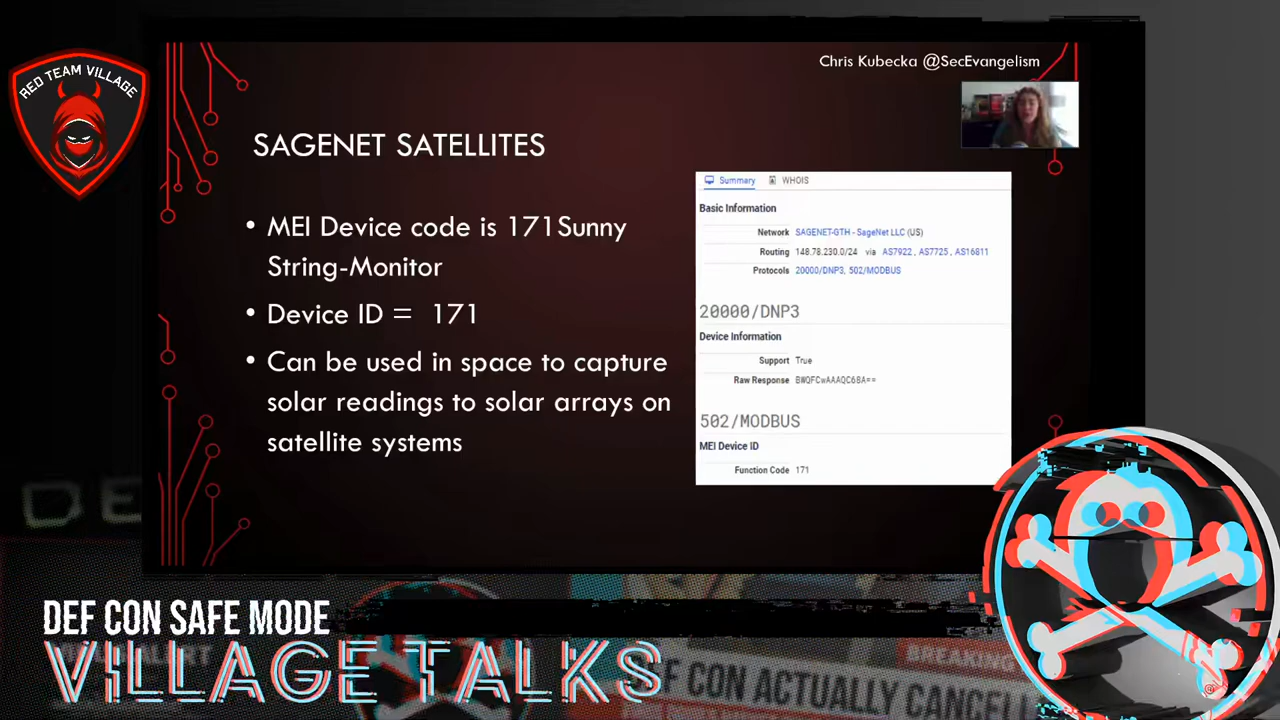 RED TEAM VILLAGE
Chris Kubecka @SecEvangelism
SAGENET SATELLITES
• MEI Device code is 171Sunny
String-Monitor
• Device ID = 171
• Can be used in space to capture
solar readings to solar arrays on
satellite systems
Summary WHOIS
Basic Information
Network SAGENET-GTH - SageNet LLC (US)
Routing 148.78.230.0/24 via AS7922, AS7725, AS16811
Protocols 20000/DNP3, 502/MODBUS
20000/DNP3
Device Information
Support True
Raw Response BWQFCwAAAQC68A==
502/MODBUS
MEI Device ID
Function Code 171
DE
DEF CON SAFE MODE
VILLAGE TALKS
BREAKIN
DEF CON ACTUALLY CANCEL